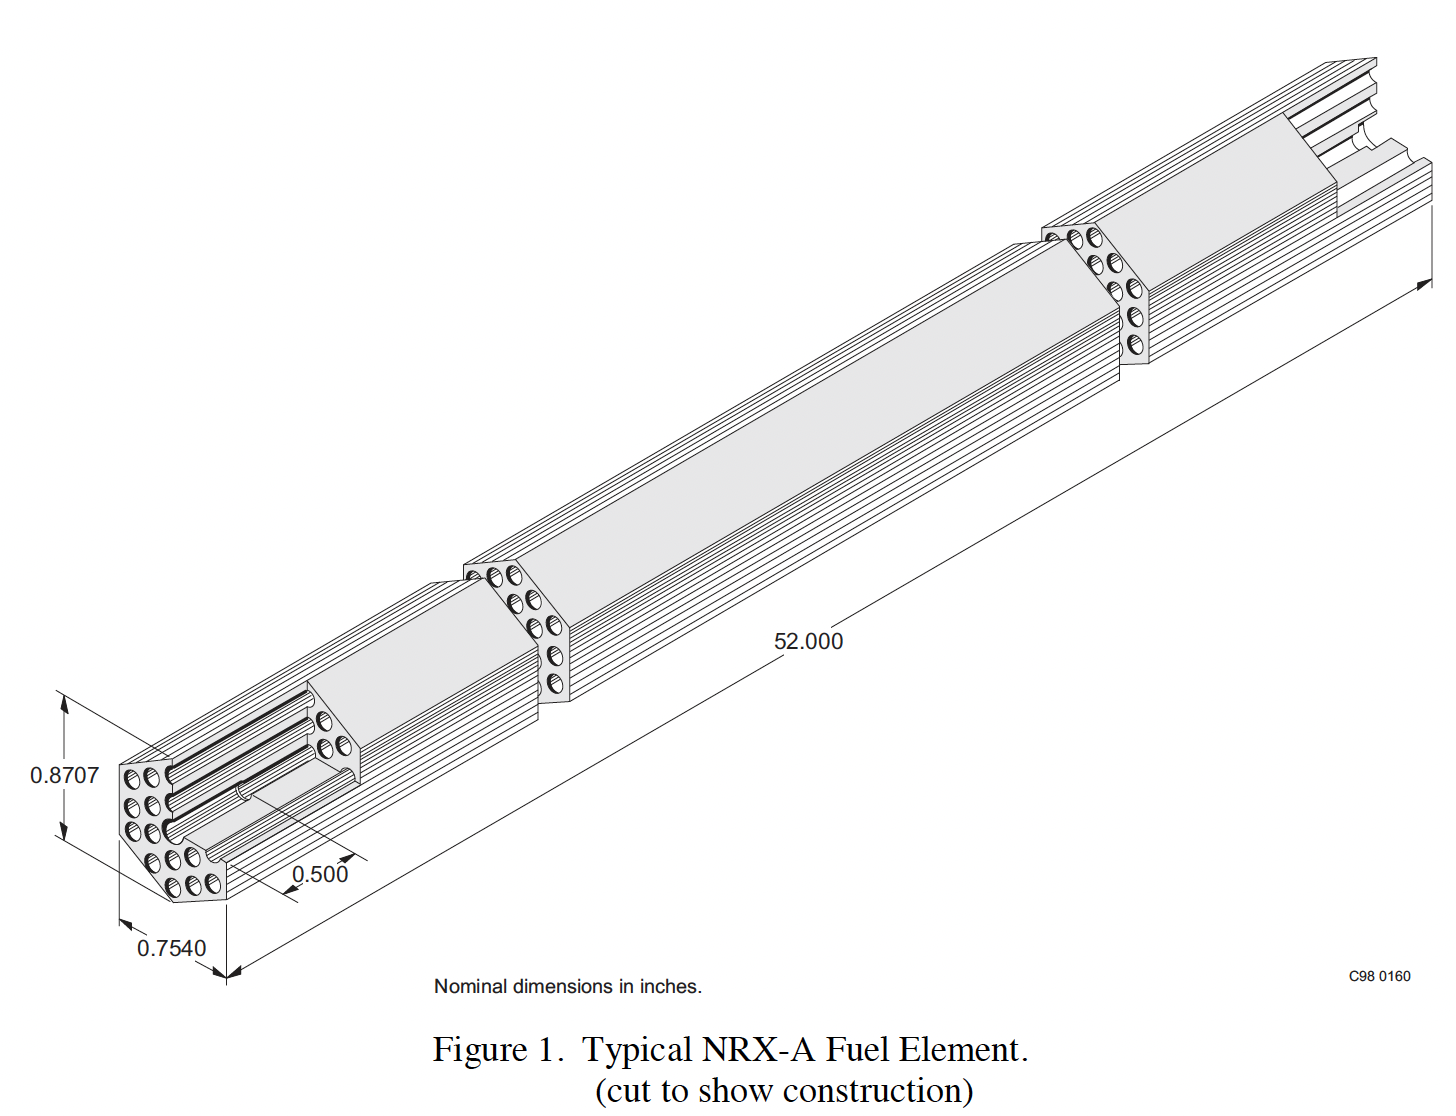 52.000
0.8707
0.500
0.7540
Nominal dimensions in inches.
C98 0160
Figure 1. Typical NRX-A Fuel Element.
(cut to show construction)